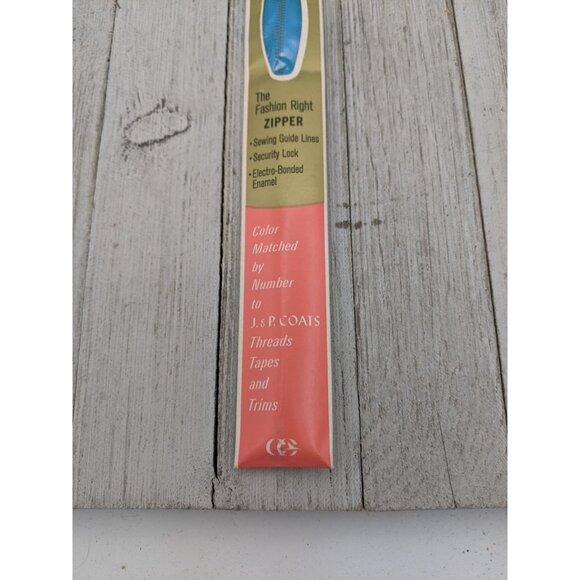 The
Fashion Right
ZIPPER
•Sewing Guide Lines
•Security Lock
•Electro-Bonded
Enamel
Color
Matched
by
Number
to
J. & P. COATS
Threads
Tapes
and
Trims